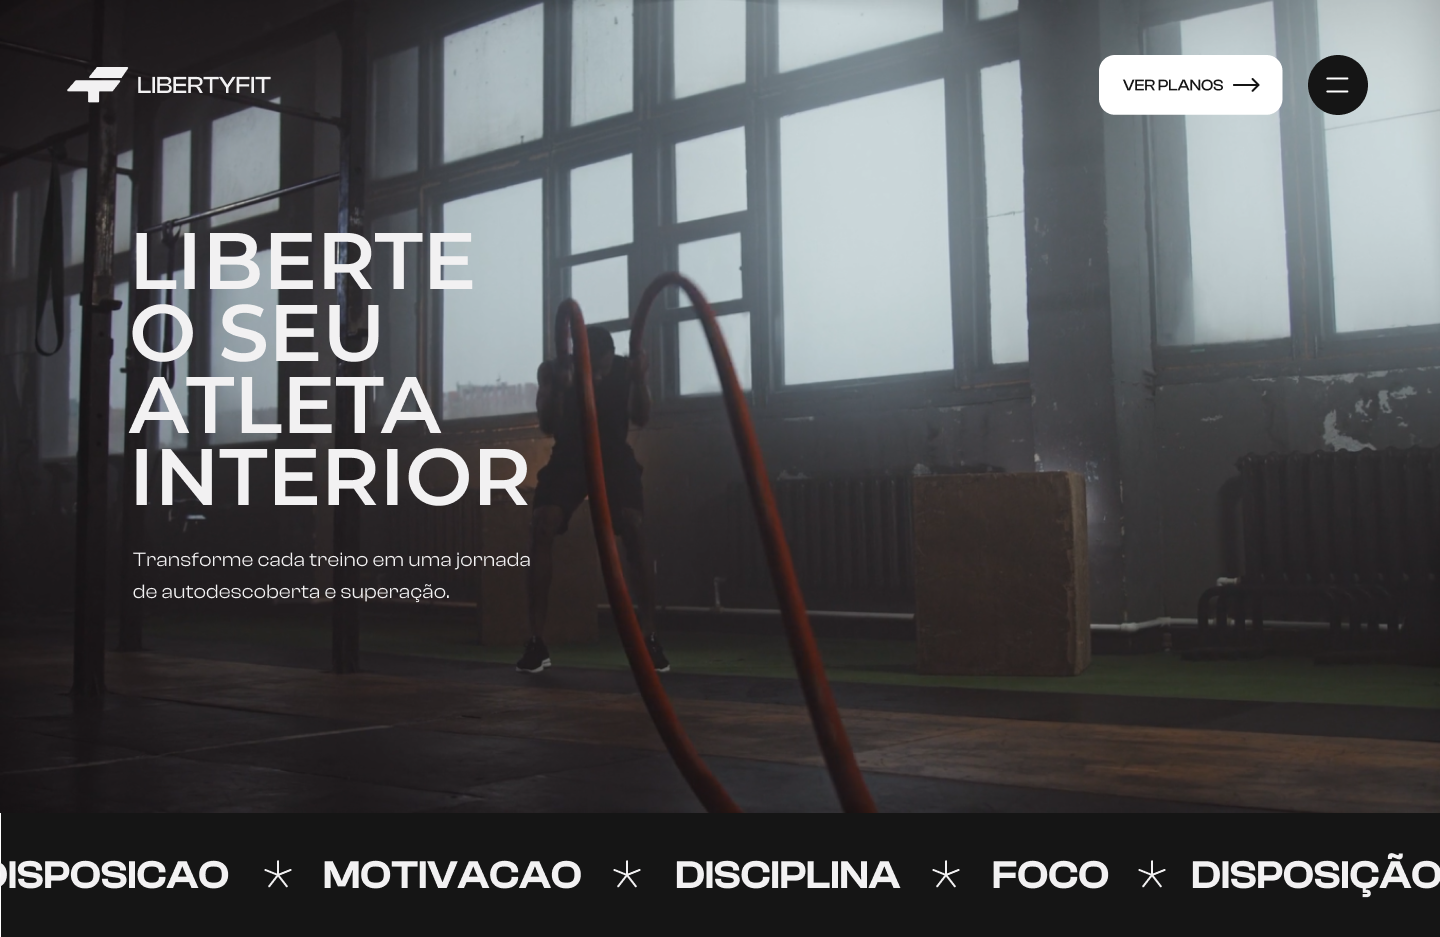 LIBERTYFIT
VER PLANOS
LIBERTE
O SEU
ATLETA
INTERIOR
Transforme cada treino em uma jornada
de autodescoberta e superação.
DISPOSICAO MOTIVACAO DISCIPLINA FOCO DISPOSIÇÃO